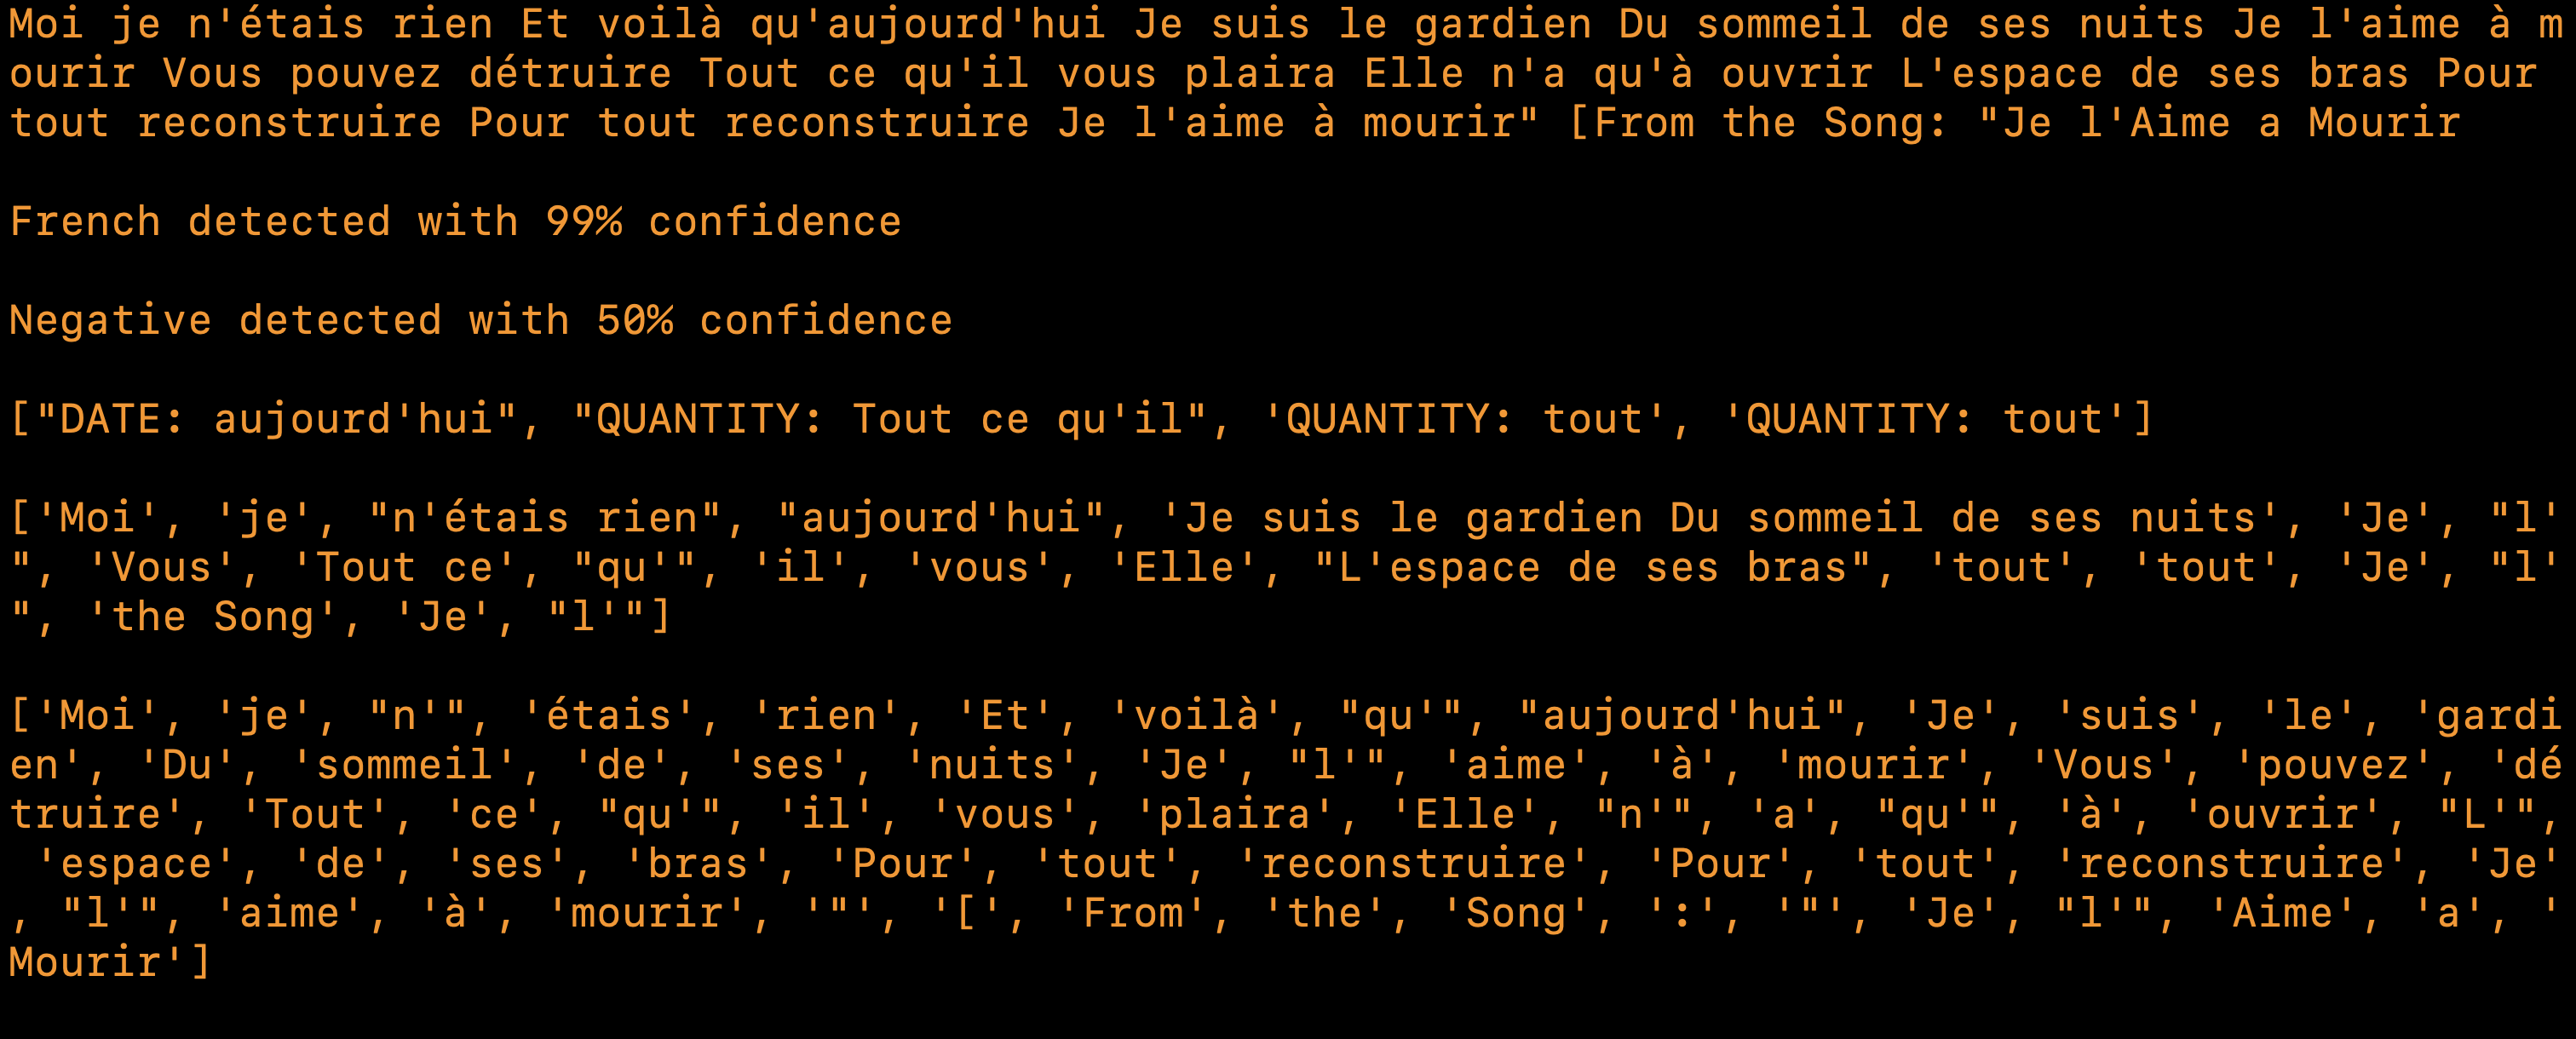 Moi je n'étais rien Et voilà qu'aujourd'hui Je suis le gardien Du sommeil de ses nuits Je l'aime à m
ourir Vous pouvez détruire Tout ce qu'il vous plaira Elle n'a qu'à ouvrir L'espace de ses bras Pour
tout reconstruire Pour tout reconstruire Je l'aime à mourir" [From the Song: "Je l'Aime a Mourir
French detected with 99% confidence
Negative detected with 50% confidence
["DATE: aujourd'hui", "QUANTITY: Tout ce qu'il", 'QUANTITY: tout', 'QUANTITY: tout']
['Moi', 'je', "n'étais rien", "aujourd'hui", 'Je suis le gardien Du sommeil de ses nuits', 'Je', "l'
", 'Vous', 'Tout ce', "qu'", 'il', 'vous', 'Elle', "L'espace de ses bras", 'tout', 'tout', 'Je', "l'
", 'the Song', 'Je', "l'"]
['Moi', 'je', "n'", 'étais', 'rien', 'Et', 'voilà', "qu'", "aujourd'hui", 'Je', 'suis', 'le', 'gardi
en', 'Du', 'sommeil', 'de', 'ses', 'nuits', 'Je', "l'", 'aime', 'à', 'mourir', 'Vous', 'pouvez', 'dé
truire', 'Tout', 'ce', "qu'", 'il', 'vous', 'plaira', 'Elle', "n'", 'a', "qu'", 'à', 'ouvrir', "L'",
 'espace', 'de', 'ses', 'bras', 'Pour', 'tout', 'reconstruire', 'Pour', 'tout', 'reconstruire', 'Je'
, "l'", 'aime', 'à', 'mourir', '"', '[', 'From', 'the', 'Song', ':', '"', 'Je', "l'", 'Aime', 'a', '
Mourir']